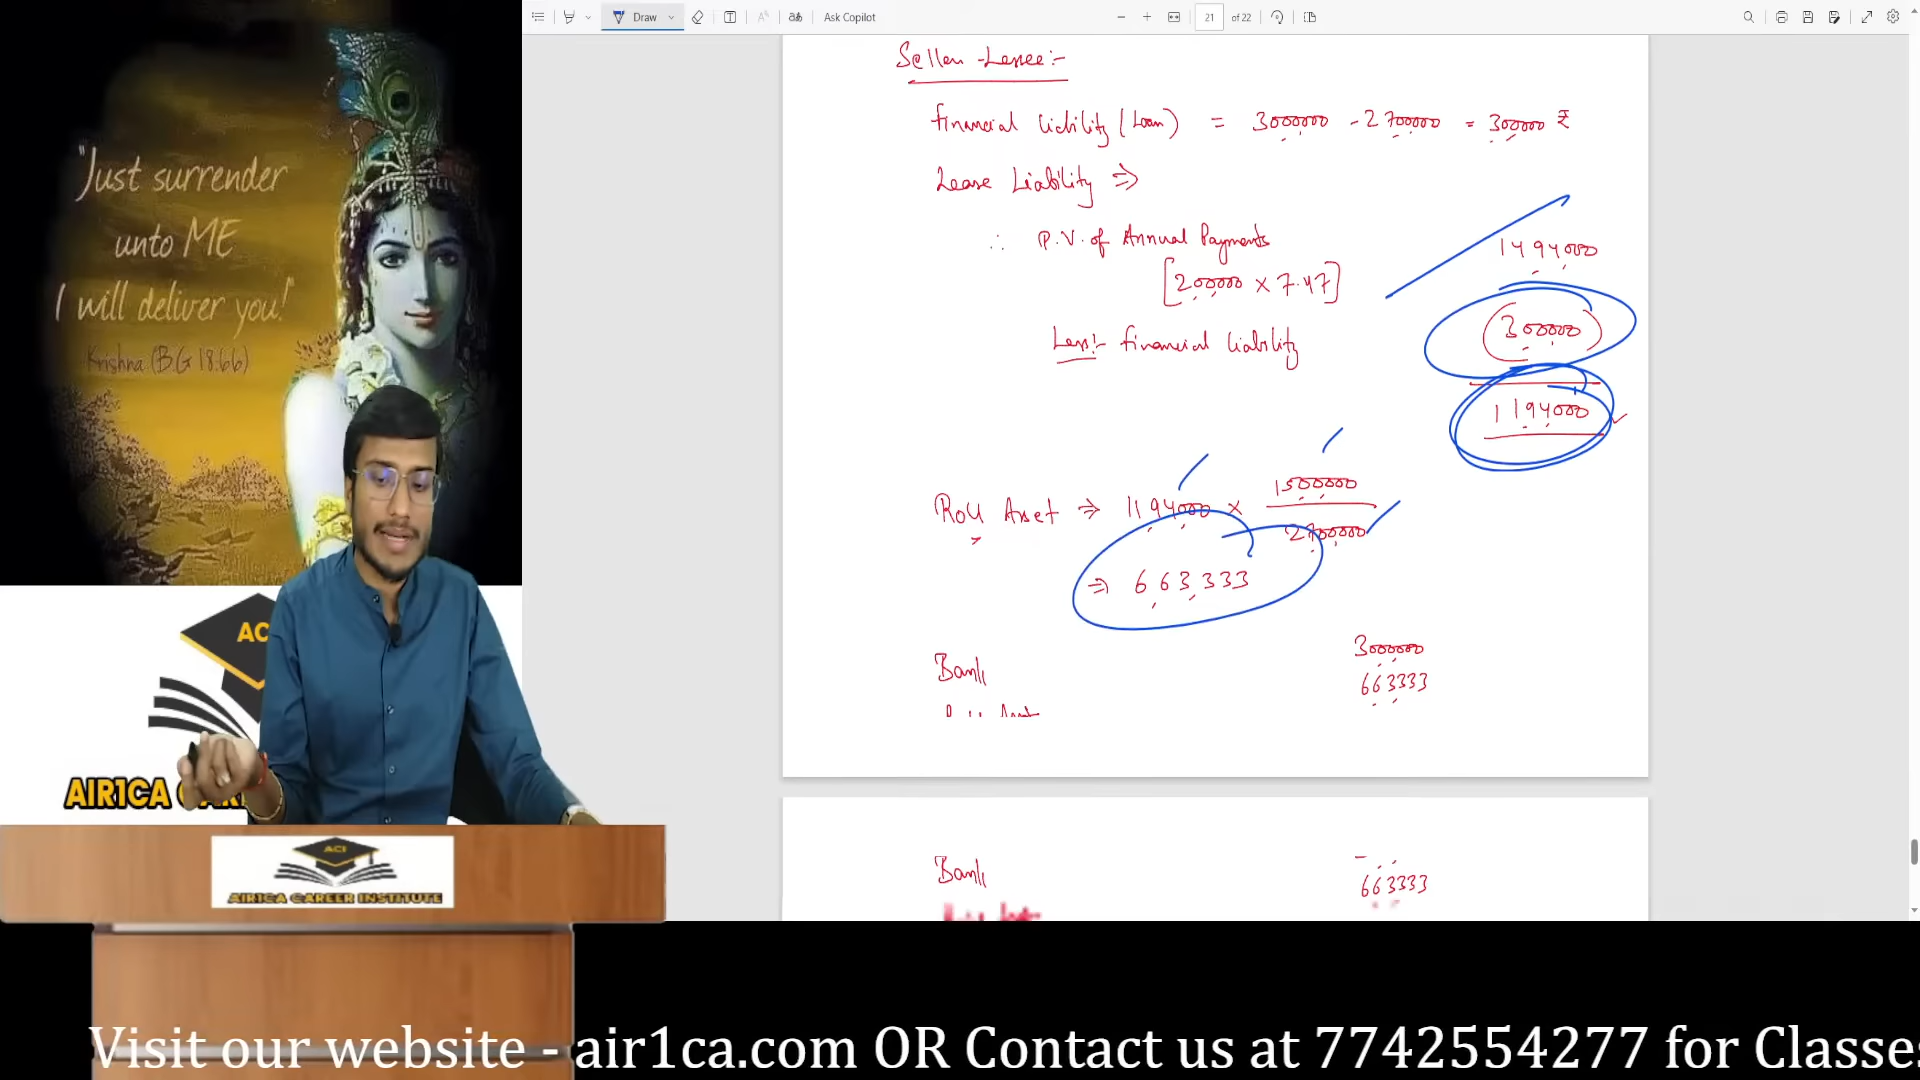 Draw
Ask Copilot
21
of 22
Seller -Lessee:-
financial liability (Loan) = 3000000 - 2700000 = 300000 ₹
Lease Liability ⇒
∴ P.V. of Annual Payments
1494000
[200000 × 7.47]
Less:- financial liability
(300000)
1194000
ROU Asset ⇒ 1194000 × 1500000
2700000
⇒ 663333
Bank
3000000
663333
Bank
663333
"Just surrender
unto ME
I will deliver you!"
Krishna (B.G 18.66)
ACI
AIR1CA
ACI
AIR1CA CAREER INSTITUTE
Visit our website - air1ca.com OR Contact us at 7742554277 for Classes